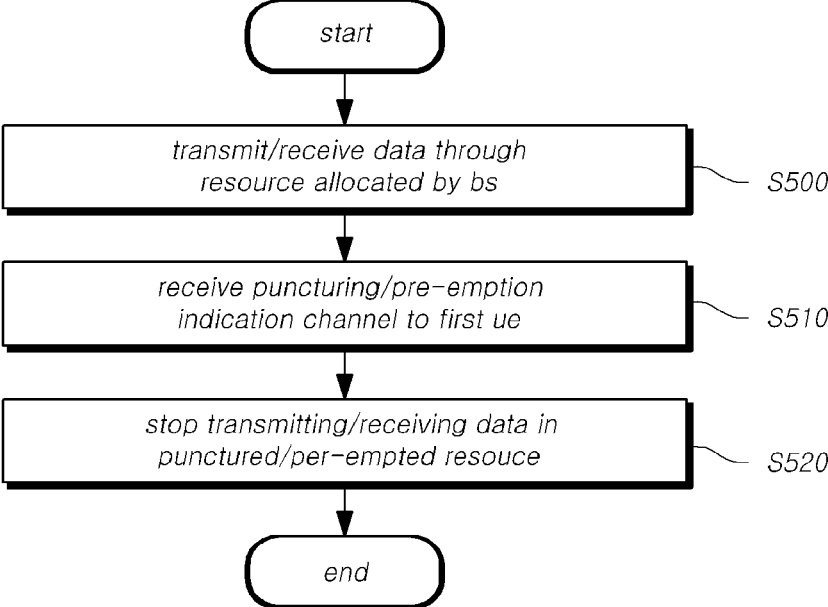 start
transmit/receive data through
resource allocated by bs
S500
receive puncturing/pre-emption
indication channel to first ue
S510
stop transmitting/receiving data in
punctured/per-empted resouce
S520
end